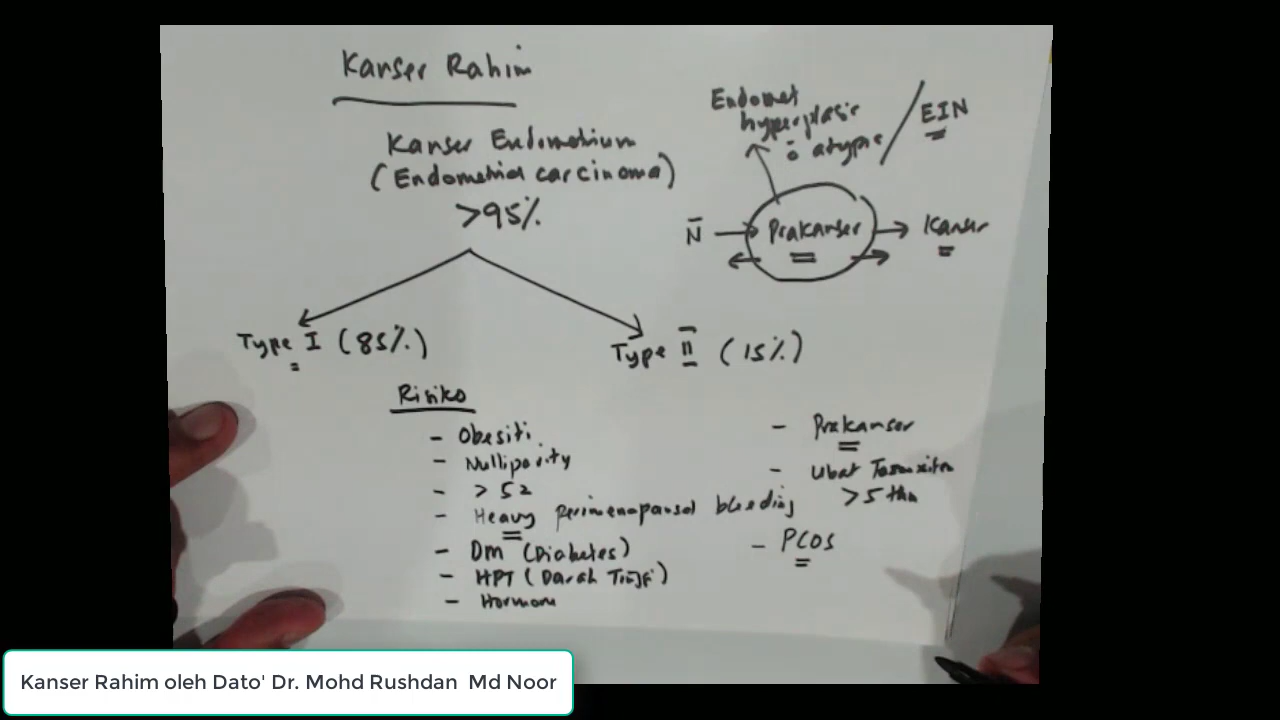 Kanser Rahim
Kanser Endometrium
(Endometrial carcinoma)
>95%
Type I (85%)
Type II (15%)
Endomet
hyperplasia
c̄ atypia / EIN
N̄ → Prakanser → Kanser
Risiko
- Obesiti
- Nulliparity
- > 52
- Heavy perimenopausal bleeding
- Dm (Diabetes)
- HPT (Darah Tinggi)
- Hormon
- Prakanser
- Ubat Tamoxifen
>5 thn
- PCOS
Kanser Rahim oleh Dato' Dr. Mohd Rushdan Md Noor